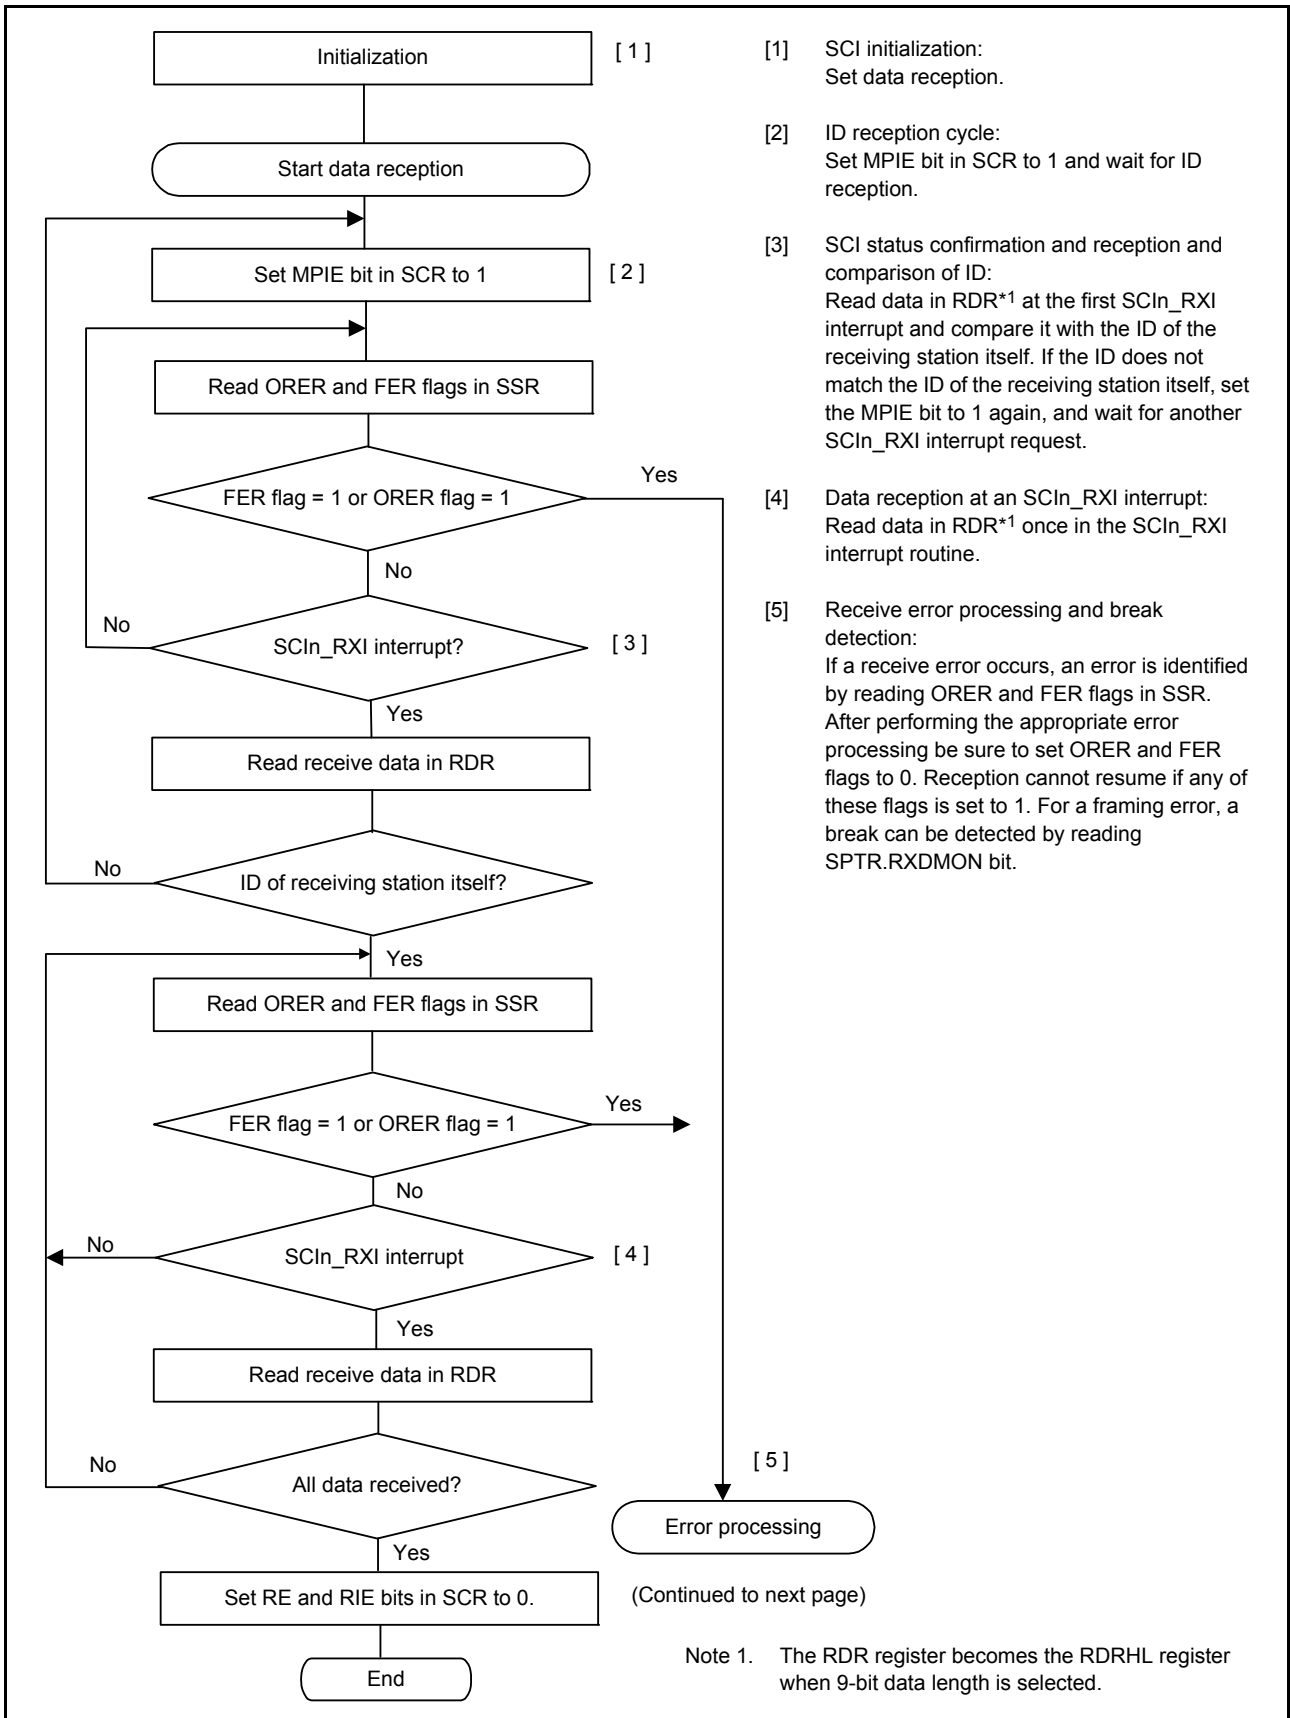 Initialization
[ 1 ]
Start data reception
Set MPIE bit in SCR to 1
[ 2 ]
Read ORER and FER flags in SSR
FER flag = 1 or ORER flag = 1
Yes
No
SCIn_RXI interrupt?
No
[ 3 ]
Yes
Read receive data in RDR
ID of receiving station itself?
No
Yes
Read ORER and FER flags in SSR
FER flag = 1 or ORER flag = 1
Yes
No
SCIn_RXI interrupt
No
[ 4 ]
Yes
Read receive data in RDR
All data received?
No
[ 5 ]
Error processing
Yes
Set RE and RIE bits in SCR to 0.
(Continued to next page)
End
[1] SCI initialization:
Set data reception.
[2] ID reception cycle:
Set MPIE bit in SCR to 1 and wait for ID
reception.
[3] SCI status confirmation and reception and
comparison of ID:
Read data in RDR*1 at the first SCIn_RXI
interrupt and compare it with the ID of the
receiving station itself. If the ID does not
match the ID of the receiving station itself, set
the MPIE bit to 1 again, and wait for another
SCIn_RXI interrupt request.
[4] Data reception at an SCIn_RXI interrupt:
Read data in RDR*1 once in the SCIn_RXI
interrupt routine.
[5] Receive error processing and break
detection:
If a receive error occurs, an error is identified
by reading ORER and FER flags in SSR.
After performing the appropriate error
processing be sure to set ORER and FER
flags to 0. Reception cannot resume if any of
these flags is set to 1. For a framing error, a
break can be detected by reading
SPTR.RXDMON bit.
Note 1. The RDR register becomes the RDRHL register
when 9-bit data length is selected.